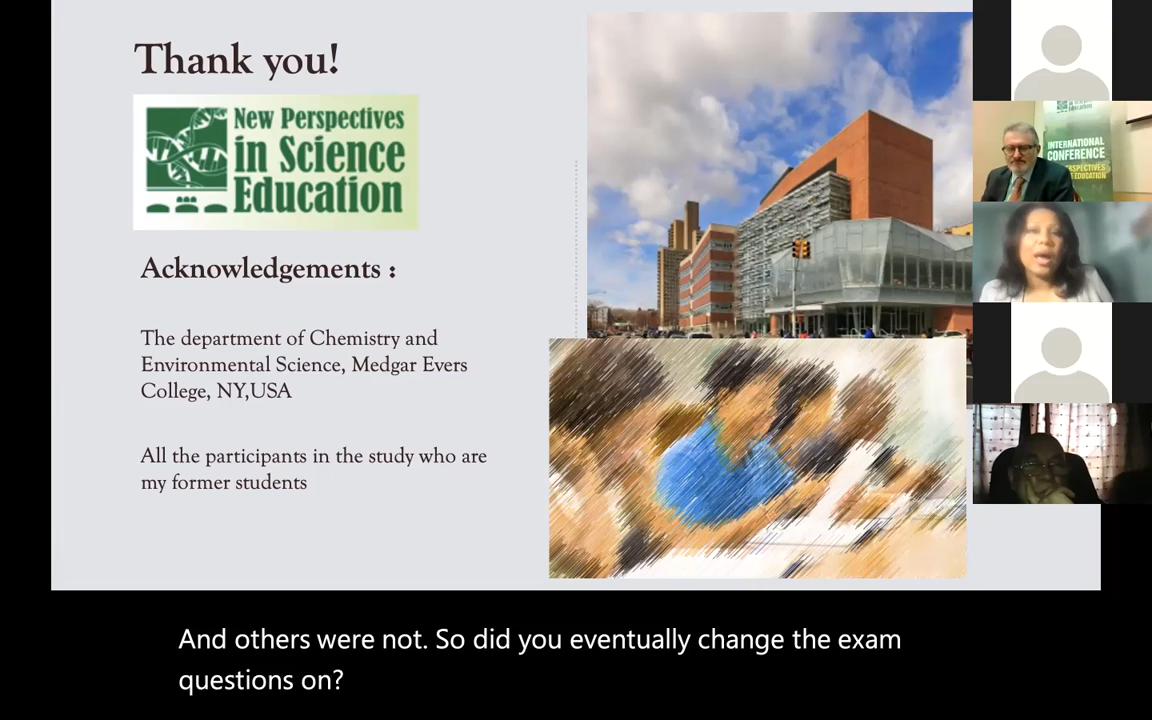 Thank you!
New Perspectives
in Science
Education
Acknowledgements :
The department of Chemistry and
Environmental Science, Medgar Evers
College, NY,USA
All the participants in the study who are
my former students
INTERNATIONAL
CONFERENCE
EDUCATION
And others were not. So did you eventually change the exam
questions on?